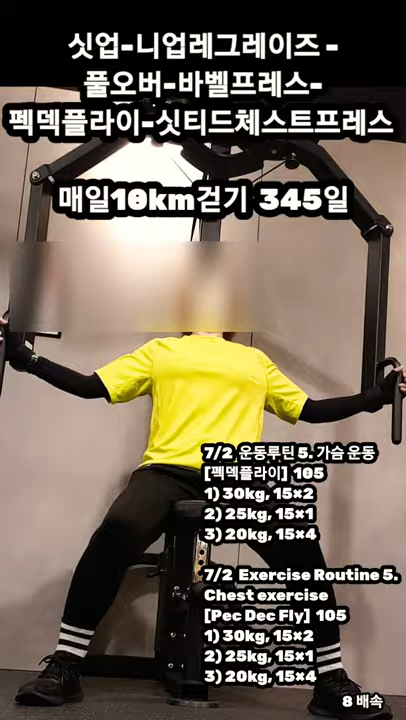 싯업-니업레그레이즈-
풀오버-바벨프레스-
펙덱플라이-싯티드체스트프레스
매일10km걷기 345일
7/2 운동루틴 5. 가슴 운동
[펙덱플라이] 105
1) 30kg, 15×2
2) 25kg, 15×1
3) 20kg, 15×4
7/2 Exercise Routine 5.
Chest exercise
[Pec Dec Fly] 105
1) 30kg, 15×2
2) 25kg, 15×1
3) 20kg, 15×4
8 배속